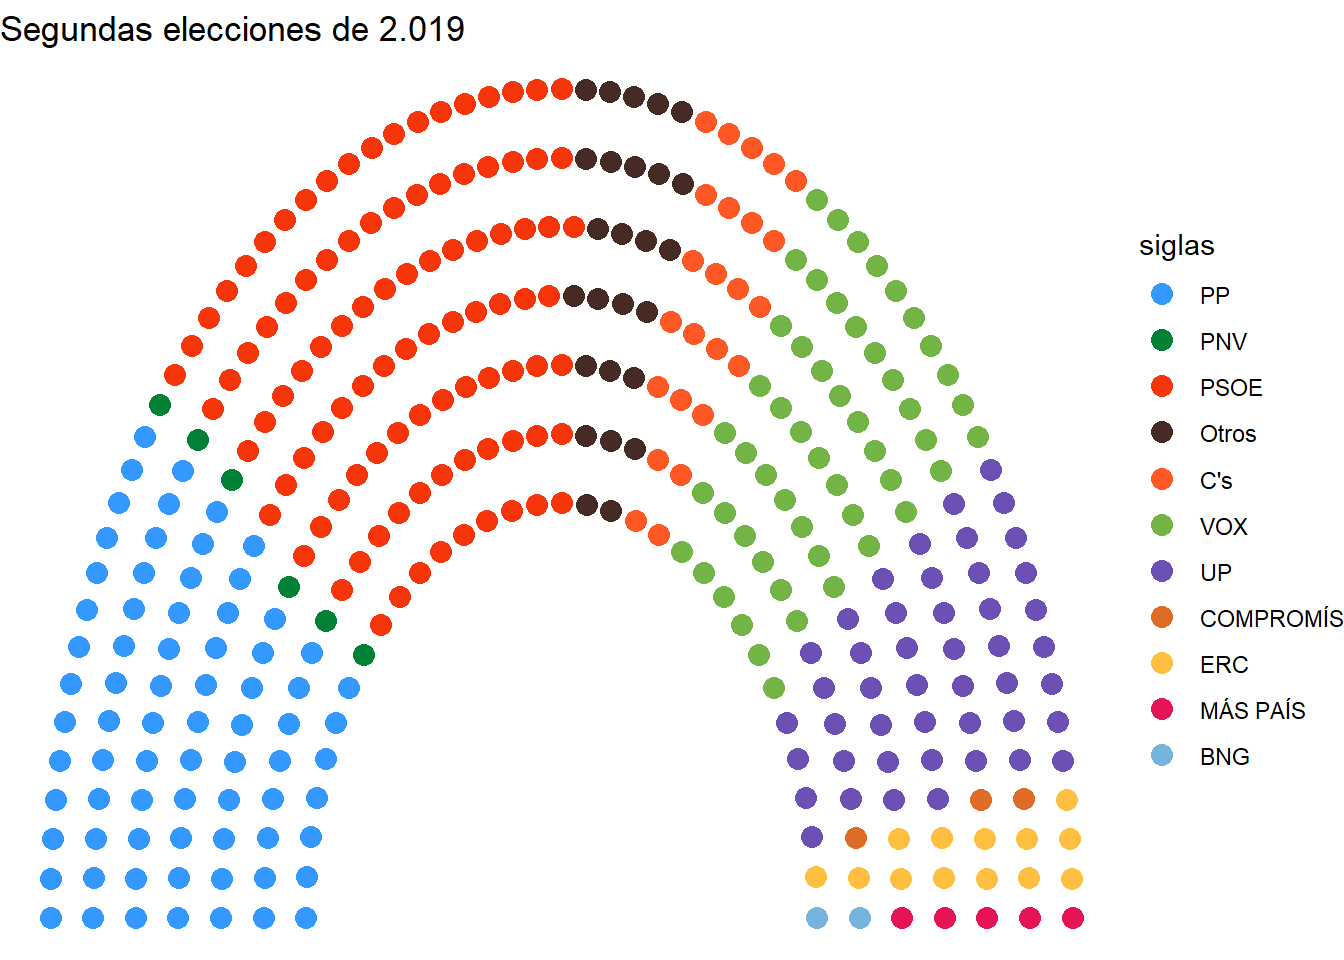 Segundas elecciones de 2.019
siglas
PP
PNV
PSOE
Otros
C's
VOX
UP
COMPROMÍS
ERC
MÁS PAÍS
BNG